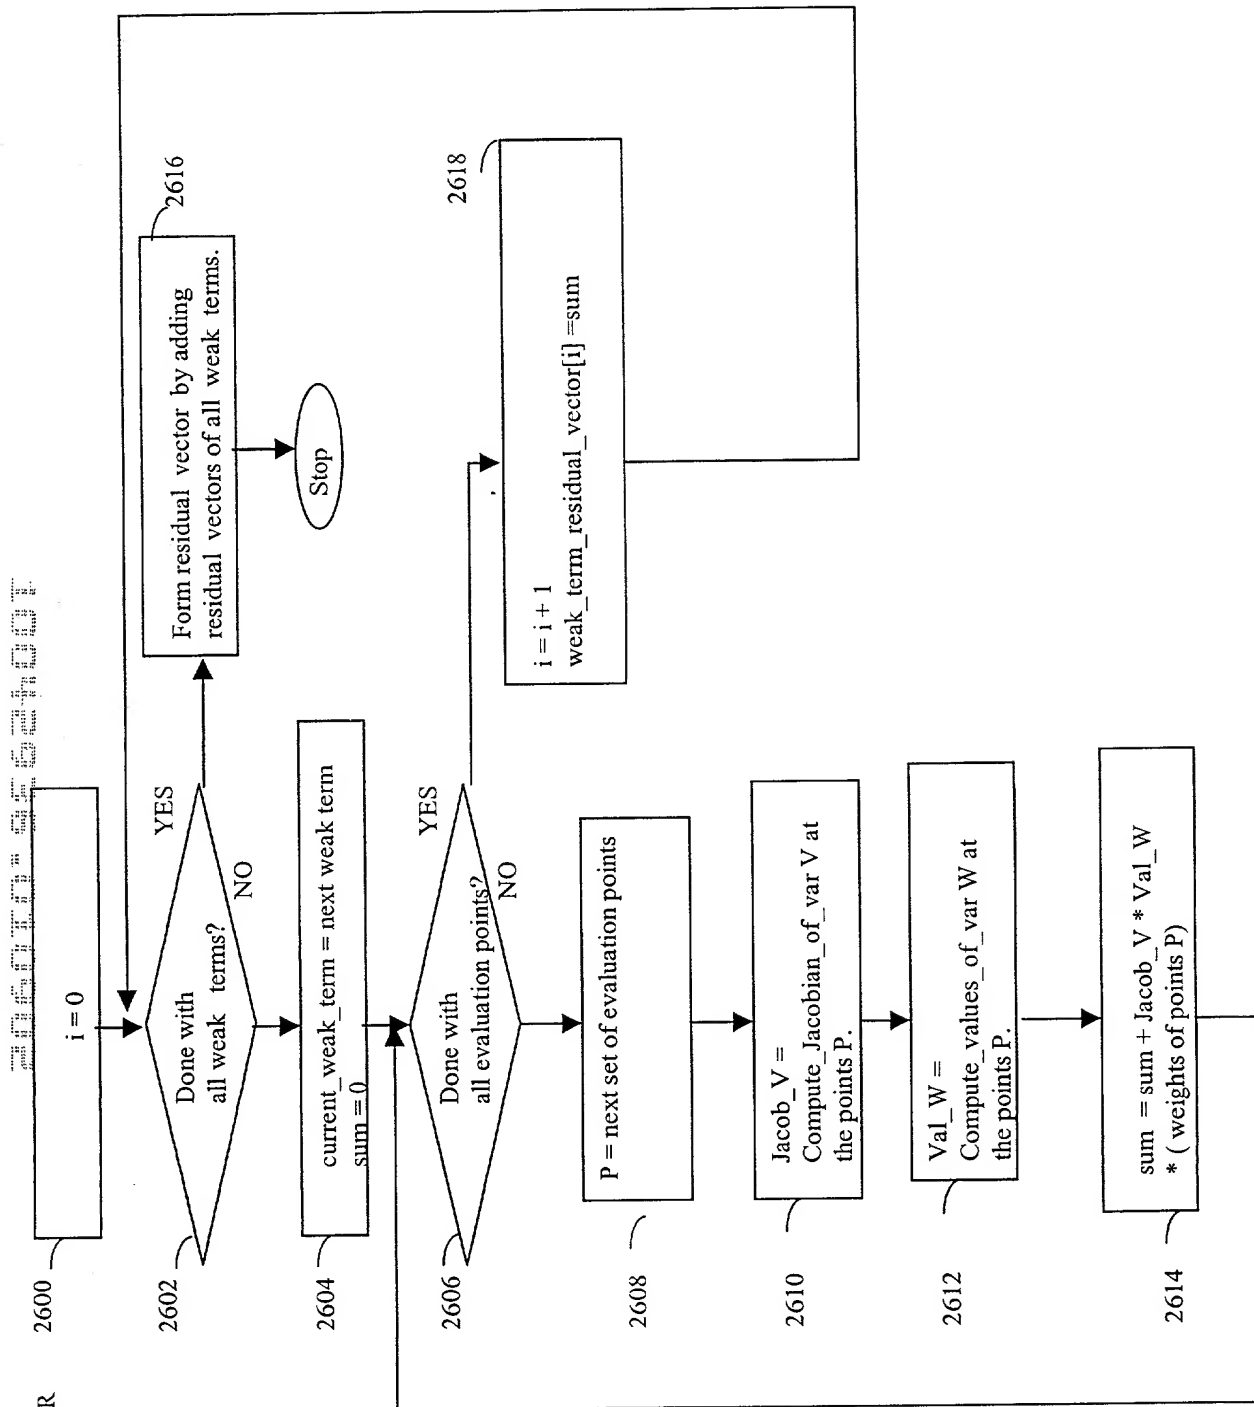 R
2600
i = 0
2602
Done with
all weak terms?
YES
NO
2616
Form residual vector by adding
residual vectors of all weak terms.
Stop
2604
current_weak_term = next weak term
sum = 0
2606
Done with
all evaluation points?
YES
NO
2618
i = i + 1
weak_term_residual_vector[i] =sum
2608
P = next set of evaluation points
2610
Jacob_V =
Compute_Jacobian_of_var V at
the points P.
2612
Val_W =
Compute_values_of_var W at
the points P.
2614
sum = sum + Jacob_V * Val_W
* ( weights of points P)